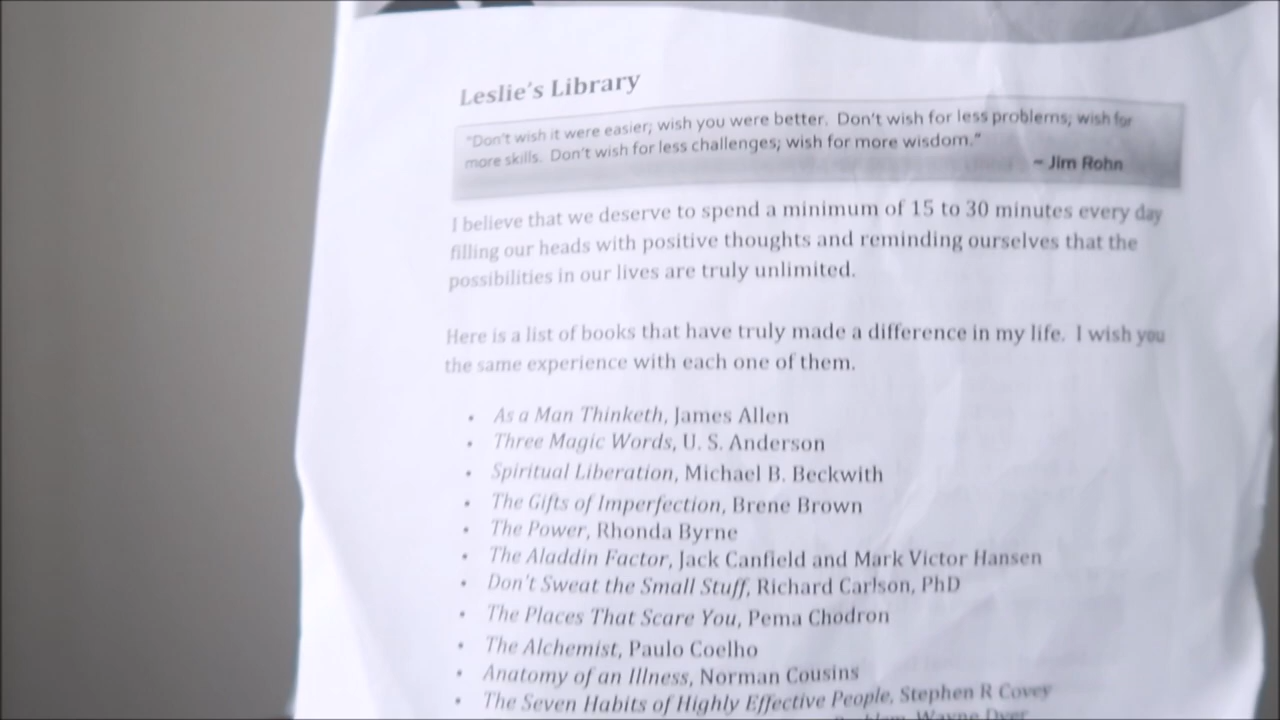 Leslie's Library
"Don't wish it were easier; wish you were better. Don't wish for less problems; wish for
more skills. Don't wish for less challenges; wish for more wisdom."
~ Jim Rohn
I believe that we deserve to spend a minimum of 15 to 30 minutes every day
filling our heads with positive thoughts and reminding ourselves that the
possibilities in our lives are truly unlimited.
Here is a list of books that have truly made a difference in my life. I wish you
the same experience with each one of them.
• As a Man Thinketh, James Allen
• Three Magic Words, U. S. Anderson
• Spiritual Liberation, Michael B. Beckwith
• The Gifts of Imperfection, Brene Brown
• The Power, Rhonda Byrne
• The Aladdin Factor, Jack Canfield and Mark Victor Hansen
• Don't Sweat the Small Stuff, Richard Carlson, PhD
• The Places That Scare You, Pema Chodron
• The Alchemist, Paulo Coelho
• Anatomy of an Illness, Norman Cousins
• The Seven Habits of Highly Effective People, Stephen R Covey
Wayne Dyer